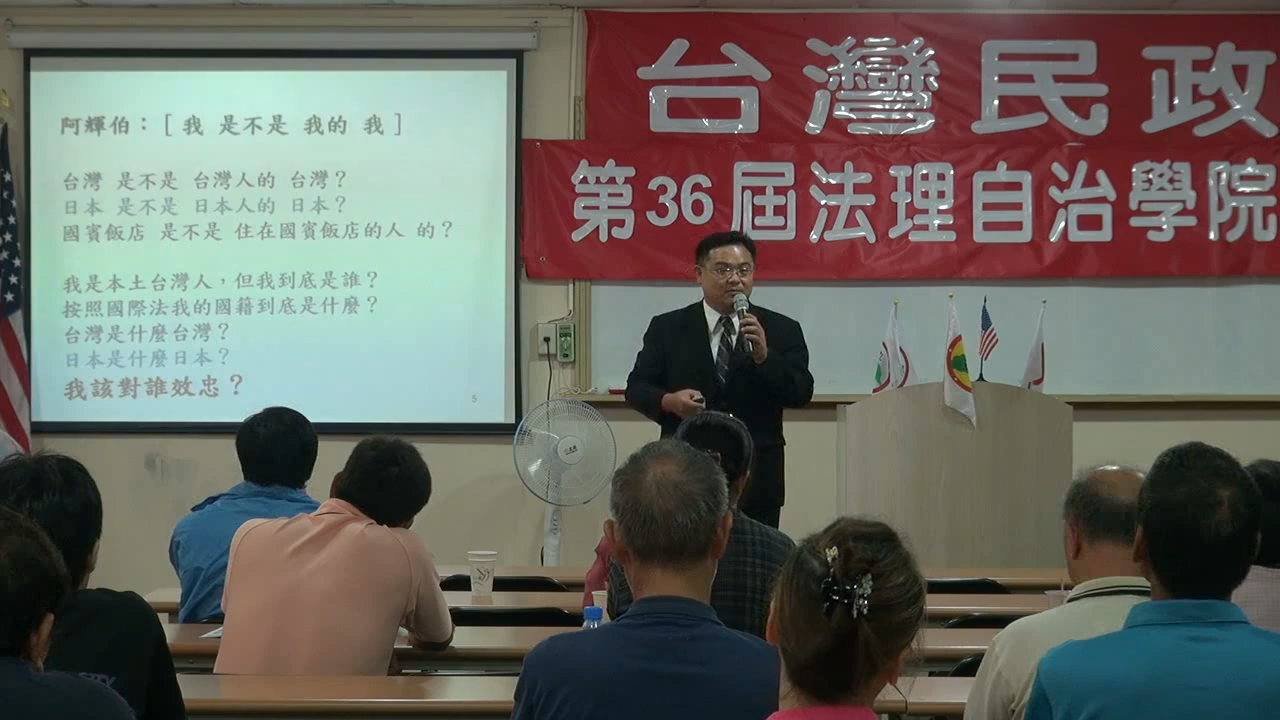 阿輝伯：[ 我 是不是 我的 我 ]
台灣 是不是 台灣人的 台灣？
日本 是不是 日本人的 日本？
國賓飯店 是不是 住在國賓飯店的人 的？
我是本土台灣人，但我到底是誰？
按照國際法我的國籍到底是什麼？
台灣是什麼台灣？
日本是什麼日本？
我該對誰效忠？
5
台灣民政
第36屆法理自治學院